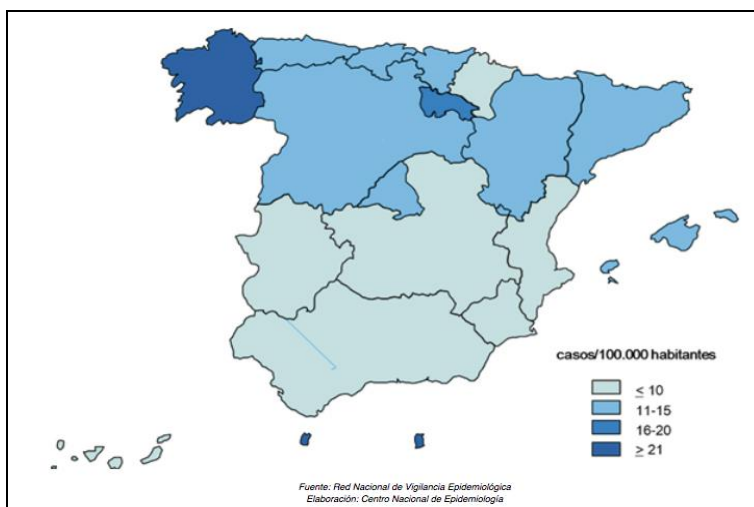 casos/100.000 habitantes
≤ 10
11-15
16-20
≥ 21
Fuente: Red Nacional de Vigilancia Epidemiológica
Elaboración: Centro Nacional de Epidemiología